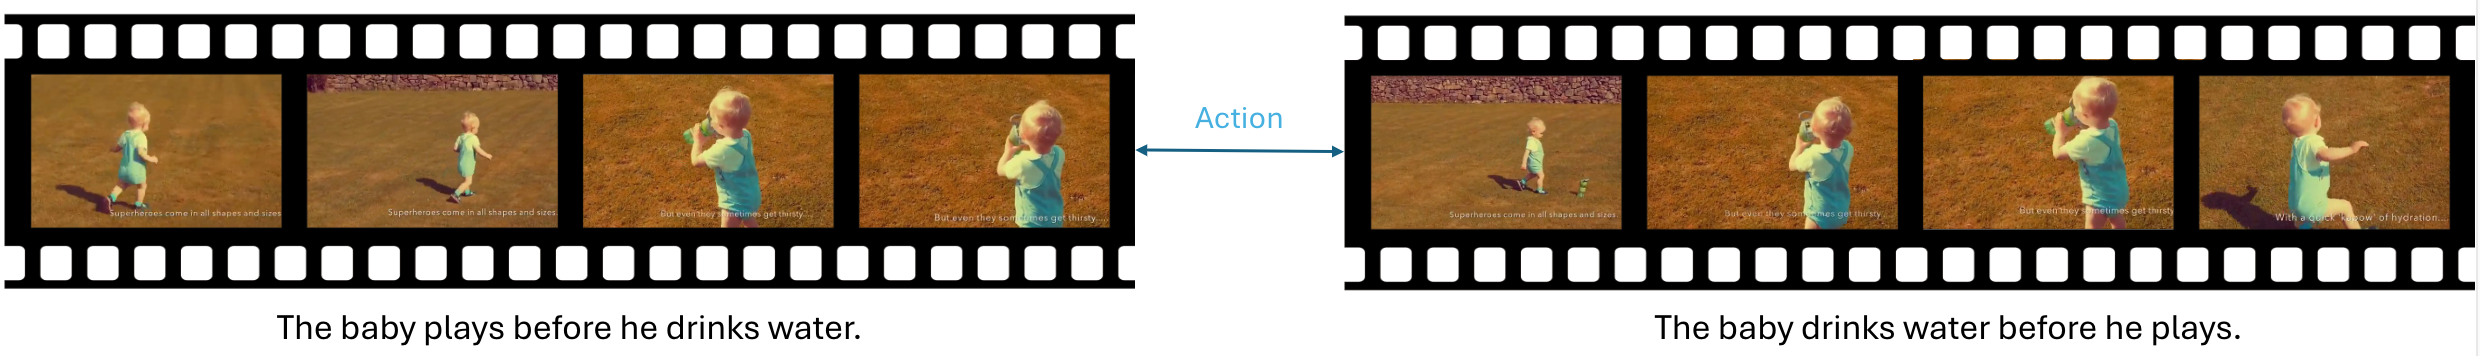 Action
Superheroes come in all shapes and sizes
Superheroes come in all shapes and sizes.
But even they sometimes get thirsty....
But even they sometimes get thirsty....
Superheroes come in all shapes and sizes.
But even they sometimes get thirsty....
But even they sometimes get thirsty
With a quick 'kapow' of hydration....
The baby plays before he drinks water.
The baby drinks water before he plays.